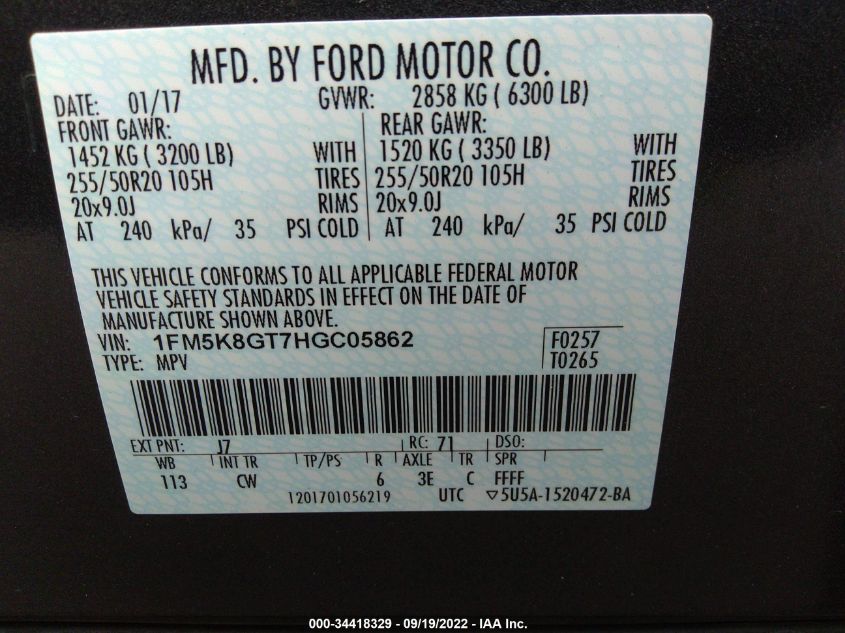 MFD. BY FORD MOTOR CO.
DATE: 01/17 GVWR: 2858 KG ( 6300 LB)
FRONT GAWR: REAR GAWR:
1452 KG ( 3200 LB) WITH 1520 KG ( 3350 LB) WITH
255/50R20 105H TIRES 255/50R20 105H TIRES
20x9.0J RIMS 20x9.0J RIMS
AT 240 kPa/ 35 PSI COLD AT 240 kPa/ 35 PSI COLD
THIS VEHICLE CONFORMS TO ALL APPLICABLE FEDERAL MOTOR
VEHICLE SAFETY STANDARDS IN EFFECT ON THE DATE OF
MANUFACTURE SHOWN ABOVE.
VIN: 1FM5K8GT7HGC05862 F0257
TYPE: MPV T0265
EXT PNT: J7 RC: 71 DSO:
WB INT TR TP/PS R AXLE TR SPR
113 CW 6 3E C FFFF
1201701056219 UTC ▽5U5A-1520472-BA
000-34418329 - 09/19/2022 - IAA Inc.